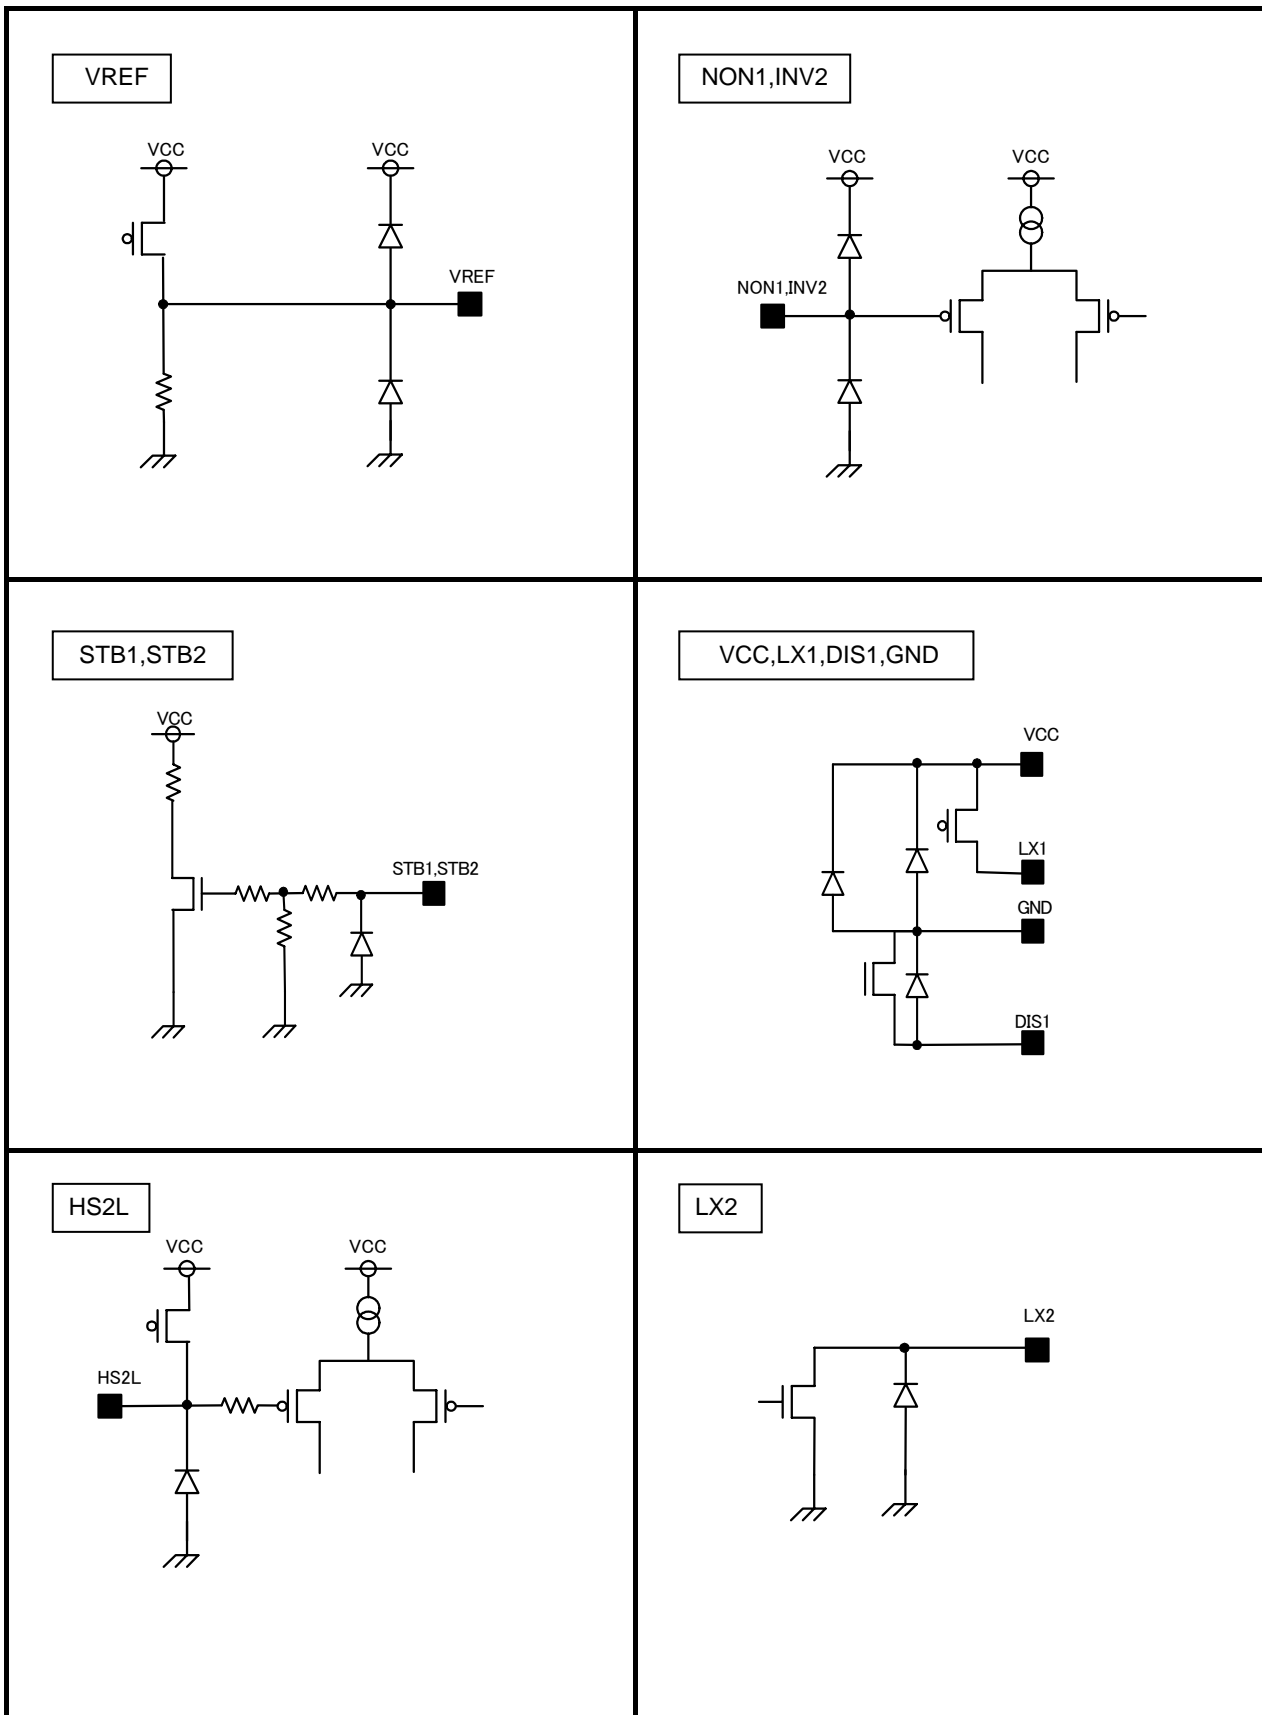 VREF
VCC
VCC
VREF
NON1,INV2
VCC
VCC
NON1,INV2
STB1,STB2
VCC
STB1,STB2
VCC,LX1,DIS1,GND
VCC
LX1
GND
DIS1
HS2L
VCC
VCC
HS2L
LX2
LX2